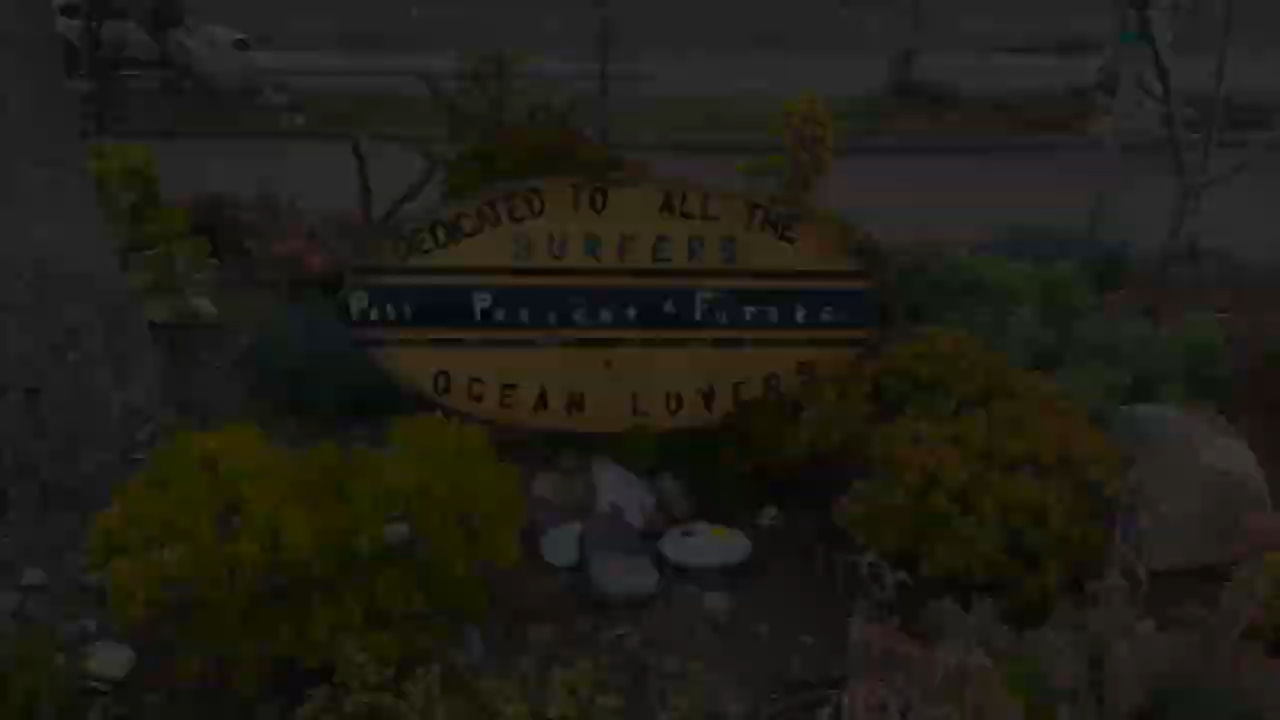 DEDICATED TO ALL THE
SURFERS
Past Present & Future
OCEAN LOVERS